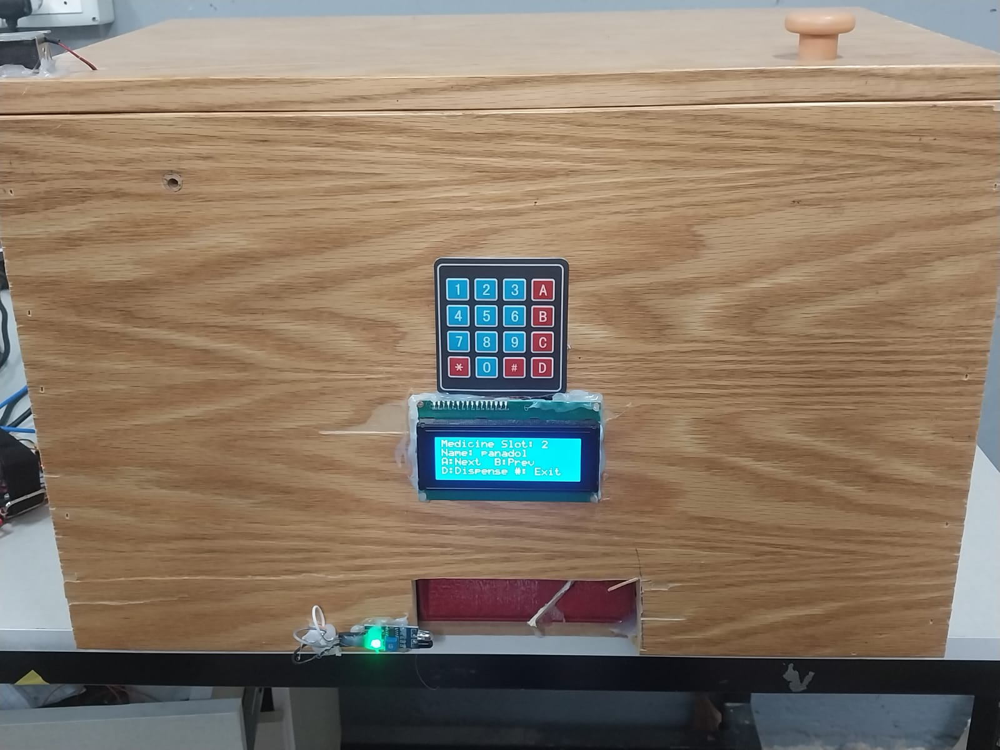 1 2 3 A
4 5 6 B
7 8 9 C
* 0 # D
Medicine Slot: 2
Name: panadol
A:Next  B:Prev
D:Dispense #: Exit